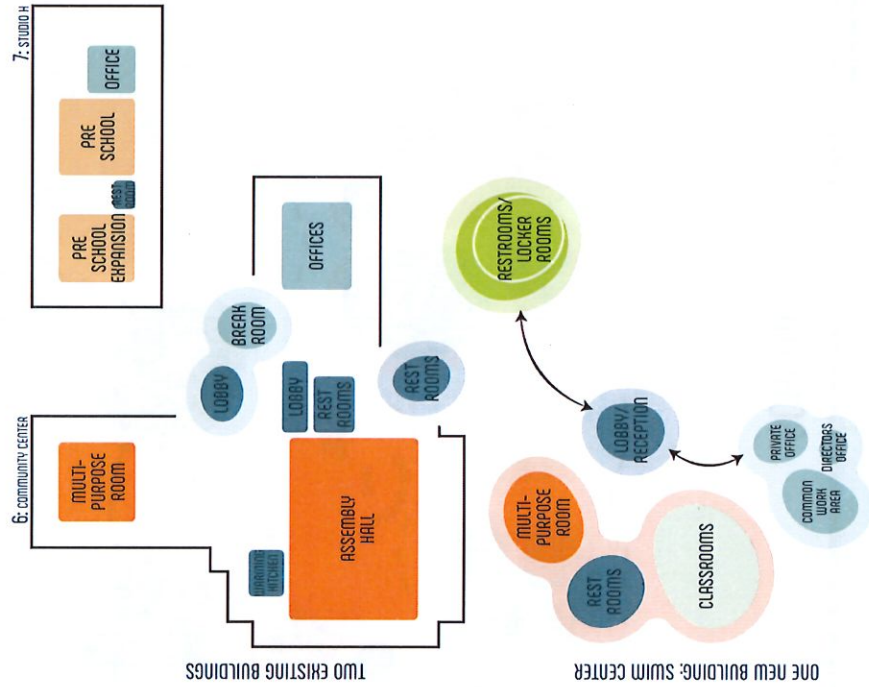 7: STUDIO H
OFFICE
PRE
SCHOOL
REST
ROOM
PRE
SCHOOL
EXPANSION
6: COMMUNITY CENTER
MULTI-
PURPOSE
ROOM
LOBBY
BREAK
ROOM
OFFICES
LOBBY
REST
ROOMS
REST
ROOMS
WARMING
KITCHEN
ASSEMBLY
HALL
TWO EXISTING BUILDINGS
RESTROOMS/
LOCKER
ROOMS
LOBBY/
RECEPTION
MULTI-
PURPOSE
ROOM
REST
ROOMS
CLASSROOMS
PRIVATE
OFFICE
DIRECTORS
OFFICE
COMMON
WORK
AREA
ONE NEW BUILDING: SWIM CENTER